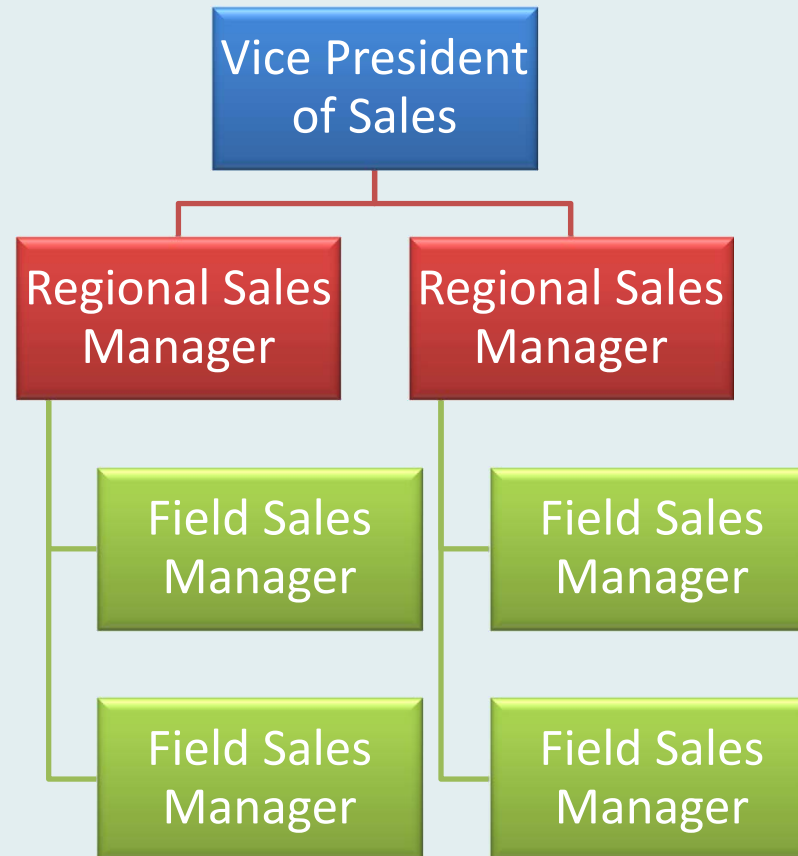 Vice President
of Sales
Regional Sales
Manager
Regional Sales
Manager
Field Sales
Manager
Field Sales
Manager
Field Sales
Manager
Field Sales
Manager